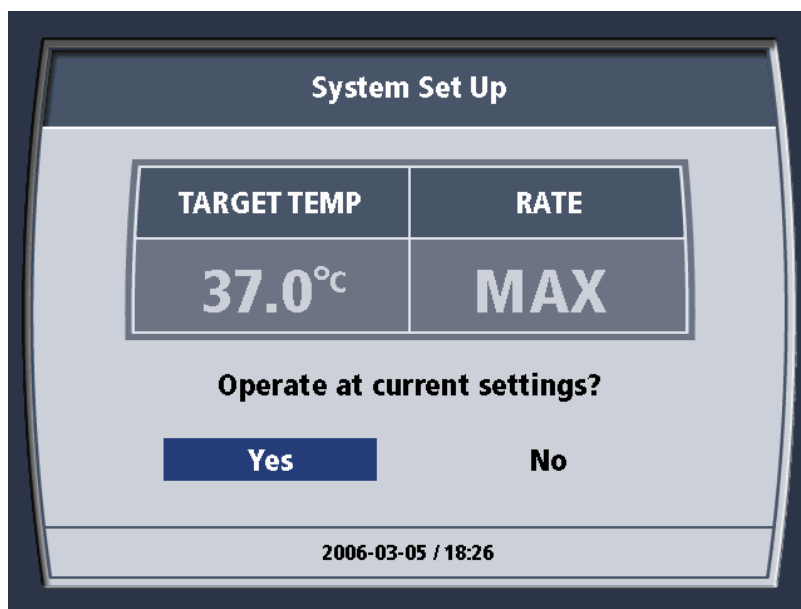 System Set Up
TARGET TEMP RATE
37.0°C MAX
Operate at current settings?
Yes No
2006-03-05 / 18:26